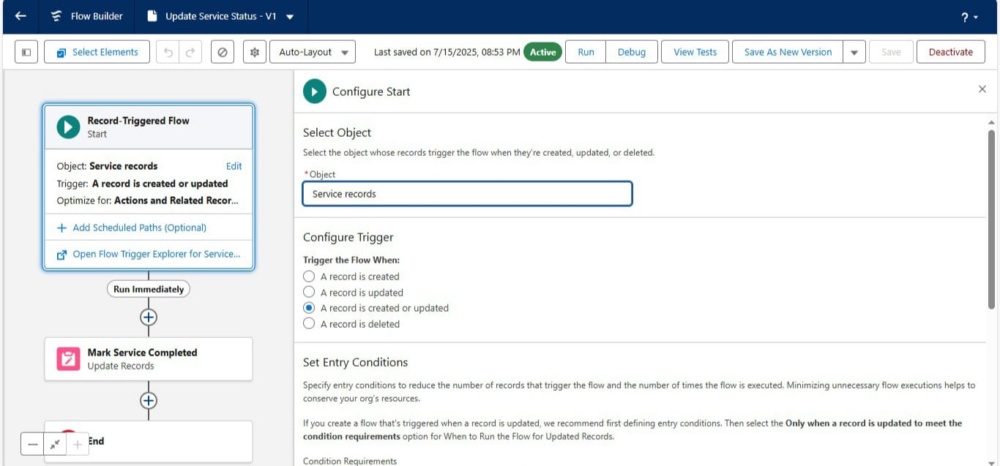 Flow Builder
Update Service Status - V1
?
Select Elements
Auto-Layout
Last saved on 7/15/2025, 08:53 PM
Active
Run
Debug
View Tests
Save As New Version
Save
Deactivate
Record-Triggered Flow
Start
Object: Service records
Edit
Trigger: A record is created or updated
Optimize for: Actions and Related Recor...
Add Scheduled Paths (Optional)
Open Flow Trigger Explorer for Service...
Run Immediately
Mark Service Completed
Update Records
End
Configure Start
Select Object
Select the object whose records trigger the flow when they're created, updated, or deleted.
*Object
Service records
Configure Trigger
Trigger the Flow When:
A record is created
A record is updated
A record is created or updated
A record is deleted
Set Entry Conditions
Specify entry conditions to reduce the number of records that trigger the flow and the number of times the flow is executed. Minimizing unnecessary flow executions helps to
conserve your org's resources.
If you create a flow that's triggered when a record is updated, we recommend first defining entry conditions. Then select the Only when a record is updated to meet the
condition requirements option for When to Run the Flow for Updated Records.
Condition Requirements